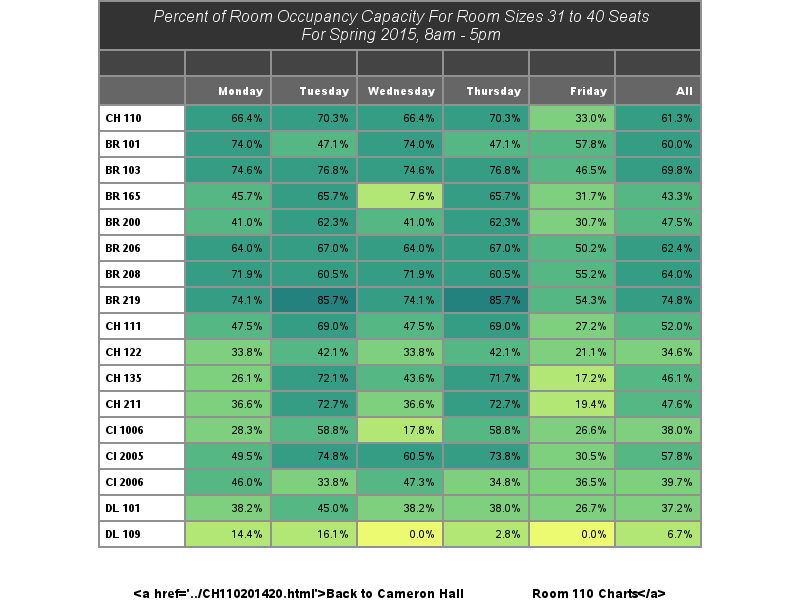 Percent of Room Occupancy Capacity For Room Sizes 31 to 40 Seats
For Spring 2015, 8am - 5pm
Monday Tuesday Wednesday Thursday Friday All
CH 110 66.4% 70.3% 66.4% 70.3% 33.0% 61.3%
BR 101 74.0% 47.1% 74.0% 47.1% 57.8% 60.0%
BR 103 74.6% 76.8% 74.6% 76.8% 46.5% 69.8%
BR 165 45.7% 65.7% 7.6% 65.7% 31.7% 43.3%
BR 200 41.0% 62.3% 41.0% 62.3% 30.7% 47.5%
BR 206 64.0% 67.0% 64.0% 67.0% 50.2% 62.4%
BR 208 71.9% 60.5% 71.9% 60.5% 55.2% 64.0%
BR 219 74.1% 85.7% 74.1% 85.7% 54.3% 74.8%
CH 111 47.5% 69.0% 47.5% 69.0% 27.2% 52.0%
CH 122 33.8% 42.1% 33.8% 42.1% 21.1% 34.6%
CH 135 26.1% 72.1% 43.6% 71.7% 17.2% 46.1%
CH 211 36.6% 72.7% 36.6% 72.7% 19.4% 47.6%
CI 1006 28.3% 58.8% 17.8% 58.8% 26.6% 38.0%
CI 2005 49.5% 74.8% 60.5% 73.8% 30.5% 57.8%
CI 2006 46.0% 33.8% 47.3% 34.8% 36.5% 39.7%
DL 101 38.2% 45.0% 38.2% 38.0% 26.7% 37.2%
DL 109 14.4% 16.1% 0.0% 2.8% 0.0% 6.7%
<a href='../CH110201420.html'>Back to Cameron Hall Room 110 Charts</a>